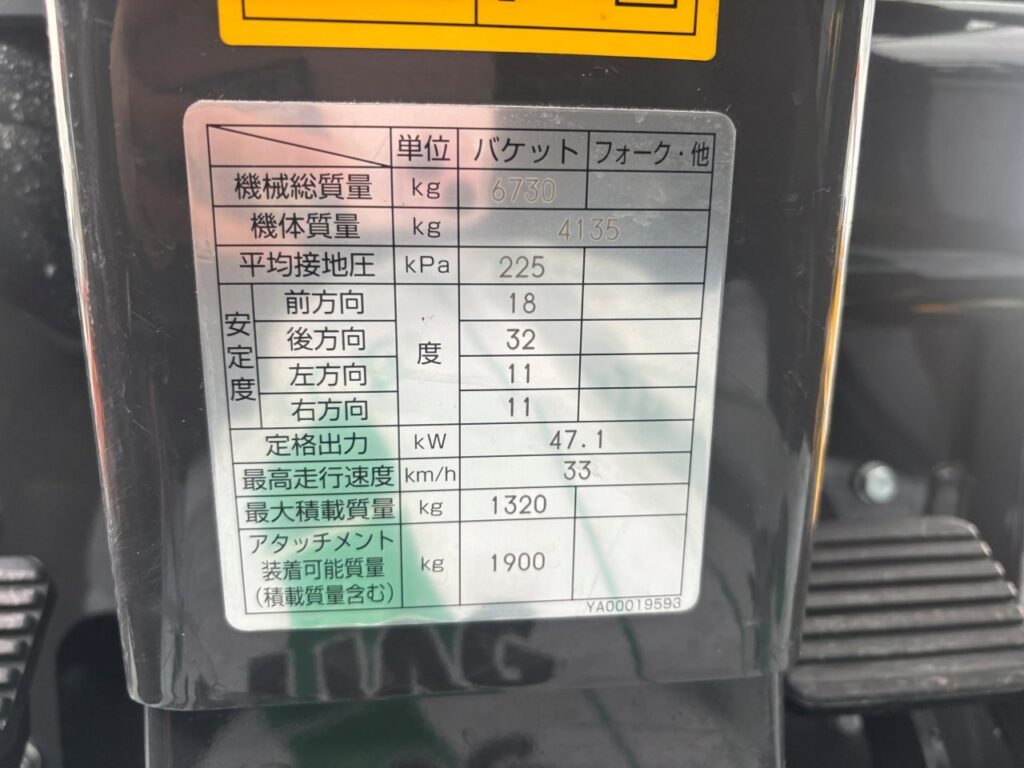 単位 バケット フォーク・他
機械総質量 kg 6730
機体質量 kg 4135
平均接地圧 kPa 225
安定度 前方向 度 18
後方向 32
左方向 11
右方向 11
定格出力 kW 47.1
最高走行速度 km/h 33
最大積載質量 kg 1320
アタッチメント
装着可能質量 kg 1900
(積載質量含む)
YA00019593